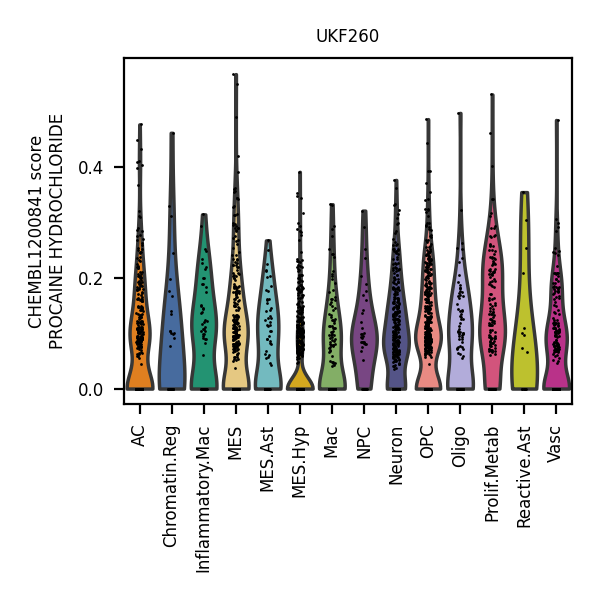 UKF260
CHEMBL1200841 score
PROCAINE HYDROCHLORIDE
0.4
0.2
0.0
AC
Chromatin.Reg
Inflammatory.Mac
MES
MES.Ast
MES.Hyp
Mac
NPC
Neuron
OPC
Oligo
Prolif.Metab
Reactive.Ast
Vasc